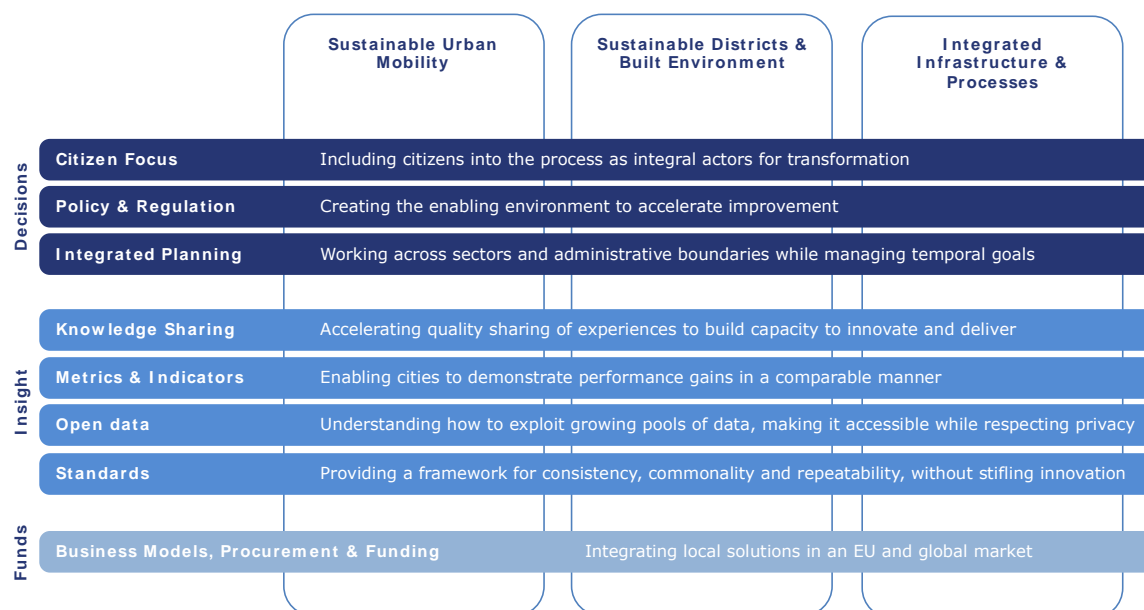 Sustainable Urban
Mobility
Sustainable Districts &
Built Environment
Integrated
Infrastructure &
Processes
Decisions
Citizen Focus
Including citizens into the process as integral actors for transformation
Policy & Regulation
Creating the enabling environment to accelerate improvement
Integrated Planning
Working across sectors and administrative boundaries while managing temporal goals
Insight
Knowledge Sharing
Accelerating quality sharing of experiences to build capacity to innovate and deliver
Metrics & Indicators
Enabling cities to demonstrate performance gains in a comparable manner
Open data
Understanding how to exploit growing pools of data, making it accessible while respecting privacy
Standards
Providing a framework for consistency, commonality and repeatability, without stifling innovation
Funds
Business Models, Procurement & Funding
Integrating local solutions in an EU and global market